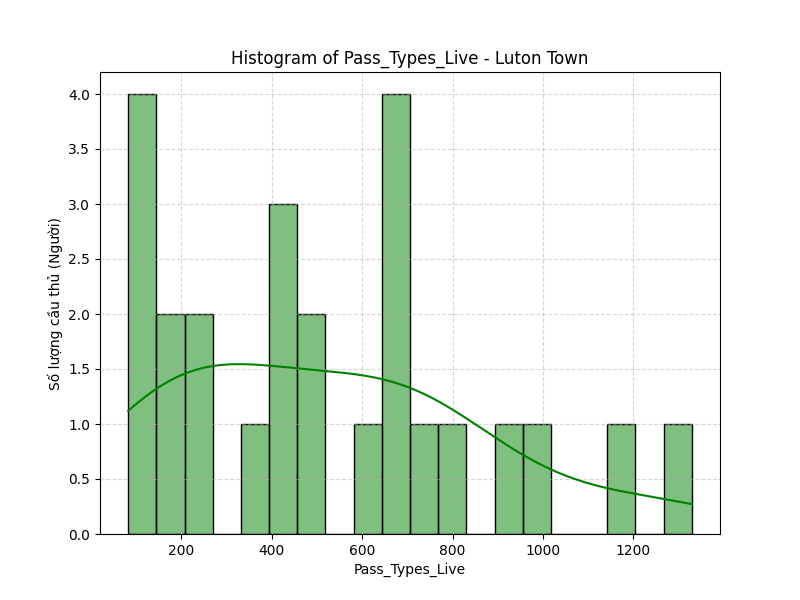 Histogram of Pass_Types_Live - Luton Town
Số lượng cầu thủ (Người)
4.0
3.5
3.0
2.5
2.0
1.5
1.0
0.5
0.0
200 400 600 800 1000 1200
Pass_Types_Live